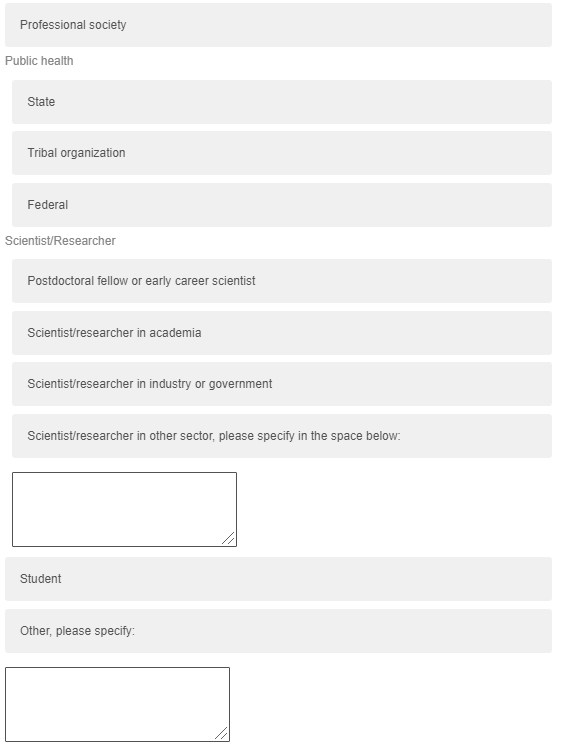 Professional society
Public health
State
Tribal organization
Federal
Scientist/Researcher
Postdoctoral fellow or early career scientist
Scientist/researcher in academia
Scientist/researcher in industry or government
Scientist/researcher in other sector, please specify in the space below:
Student
Other, please specify: